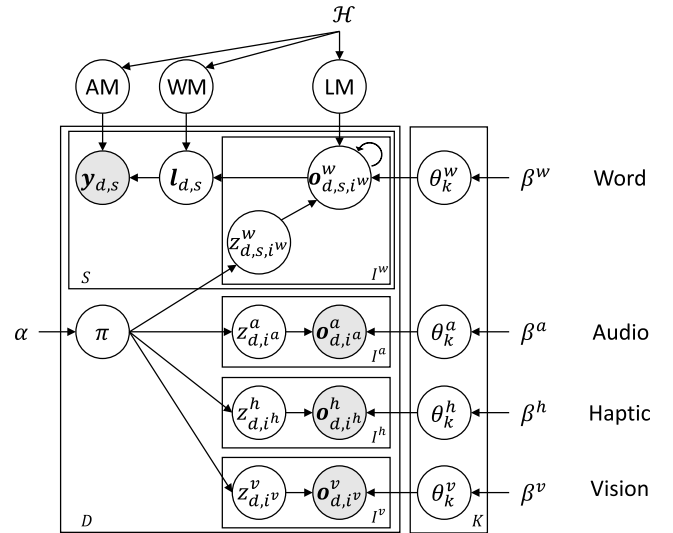 ℋ
AM WM LM
𝒚_{d,s} 𝒍_{d,s} 𝒐^w_{d,s,i^w} θ^w_k β^w Word
z^w_{d,s,i^w}
S I^w
α π z^a_{d,i^a} 𝒐^a_{d,i^a} θ^a_k β^a Audio
I^a
z^h_{d,i^h} 𝒐^h_{d,i^h} θ^h_k β^h Haptic
I^h
z^v_{d,i^v} 𝒐^v_{d,i^v} θ^v_k β^v Vision
D I^v K